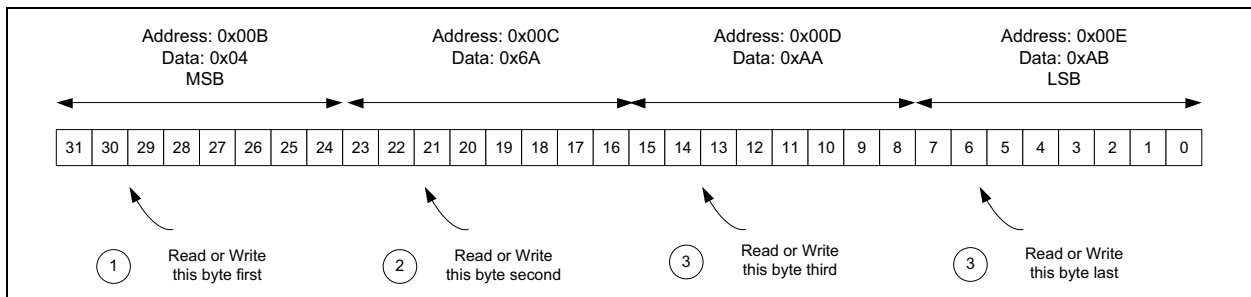 Address: 0x00B
Data: 0x04
MSB
Address: 0x00C
Data: 0x6A
Address: 0x00D
Data: 0xAA
Address: 0x00E
Data: 0xAB
LSB
31 30 29 28 27 26 25 24 23 22 21 20 19 18 17 16 15 14 13 12 11 10 9 8 7 6 5 4 3 2 1 0
1
Read or Write
this byte first
2
Read or Write
this byte second
3
Read or Write
this byte third
3
Read or Write
this byte last